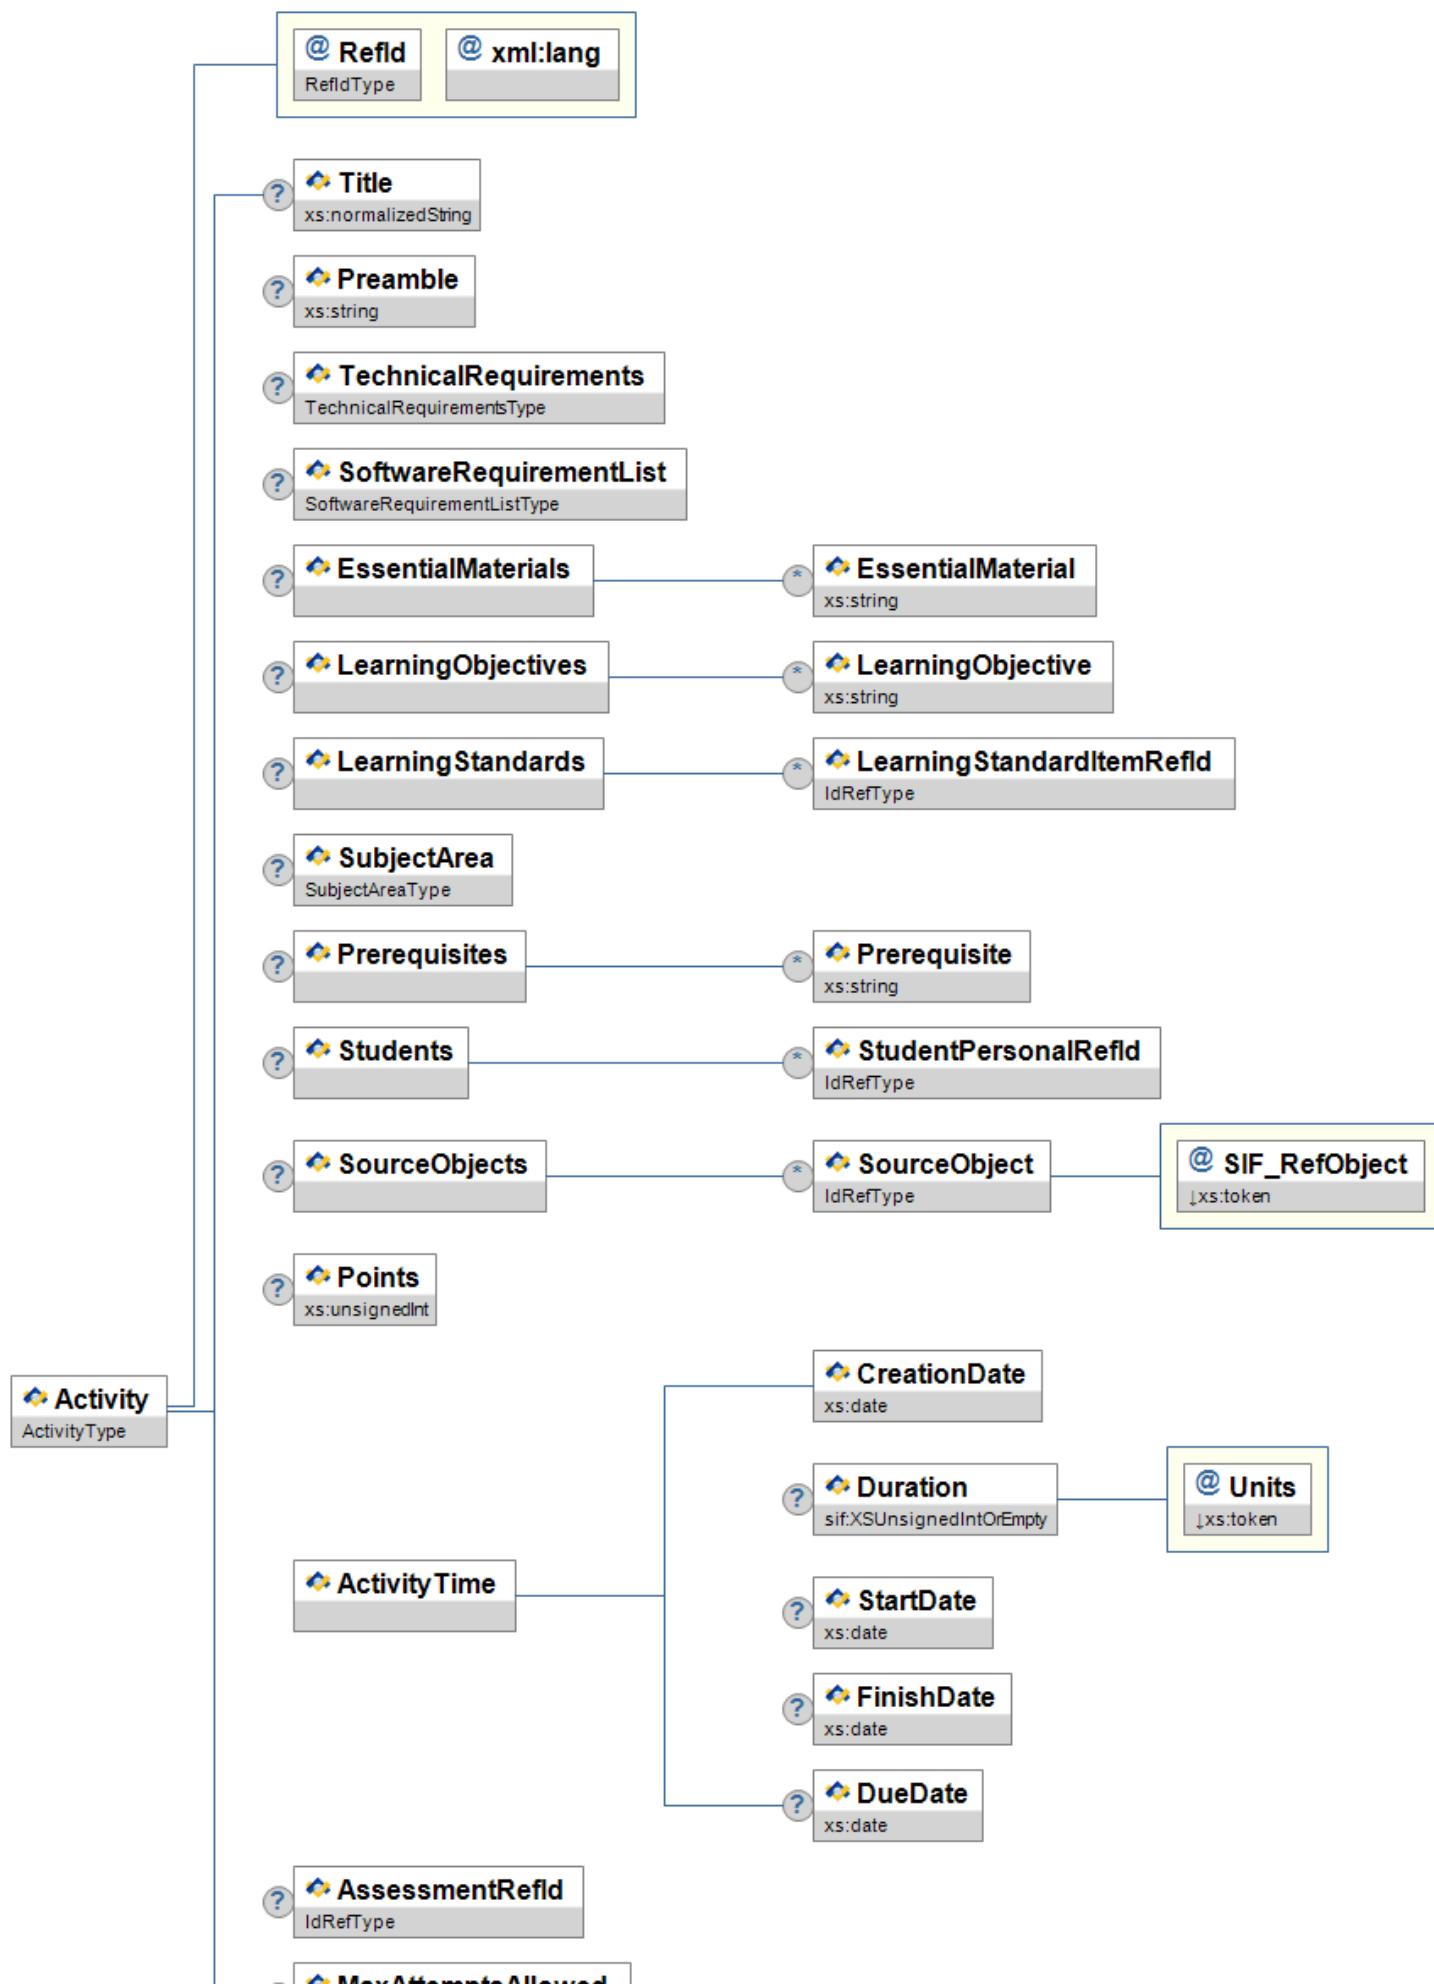 @ RefId
RefIdType
@ xml:lang
? Title
xs:normalizedString
? Preamble
xs:string
? TechnicalRequirements
TechnicalRequirementsType
? SoftwareRequirementList
SoftwareRequirementListType
? EssentialMaterials
* EssentialMaterial
xs:string
? LearningObjectives
* LearningObjective
xs:string
? LearningStandards
* LearningStandardItemRefId
IdRefType
? SubjectArea
SubjectAreaType
? Prerequisites
* Prerequisite
xs:string
? Students
* StudentPersonalRefId
IdRefType
? SourceObjects
* SourceObject
IdRefType
@ SIF_RefObject
↓xs:token
? Points
xs:unsignedInt
Activity
ActivityType
ActivityTime
CreationDate
xs:date
? Duration
sif:XSUnsignedIntOrEmpty
@ Units
↓xs:token
? StartDate
xs:date
? FinishDate
xs:date
? DueDate
xs:date
? AssessmentRefId
IdRefType
MaxAttemptsAllowed